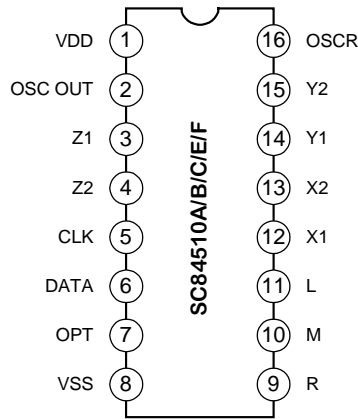 VDD 1 16 OSCR
OSC OUT 2 15 Y2
Z1 3 14 Y1
Z2 4 13 X2
CLK 5 12 X1
DATA 6 11 L
OPT 7 10 M
VSS 8 9 R
SC84510A/B/C/E/F